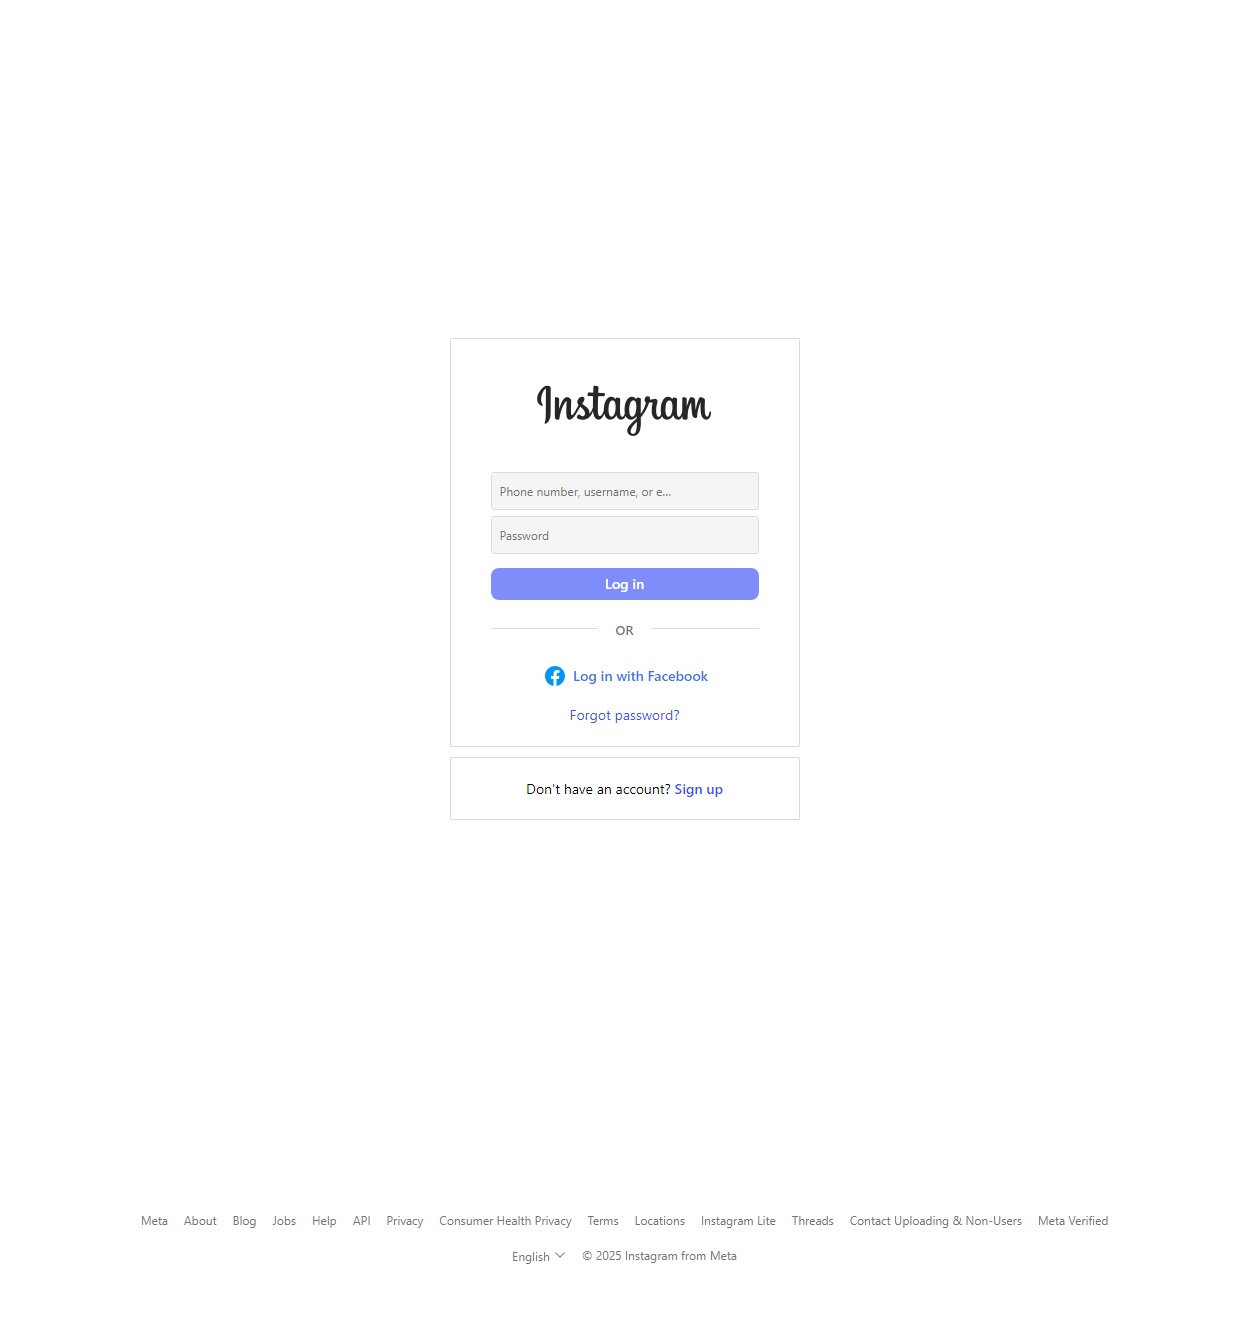 Instagram
Phone number, username, or e...
Password
Log in
OR
Log in with Facebook
Forgot password?
Don't have an account? Sign up
Meta About Blog Jobs Help API Privacy Consumer Health Privacy Terms Locations Instagram Lite Threads Contact Uploading & Non-Users Meta Verified
English © 2025 Instagram from Meta